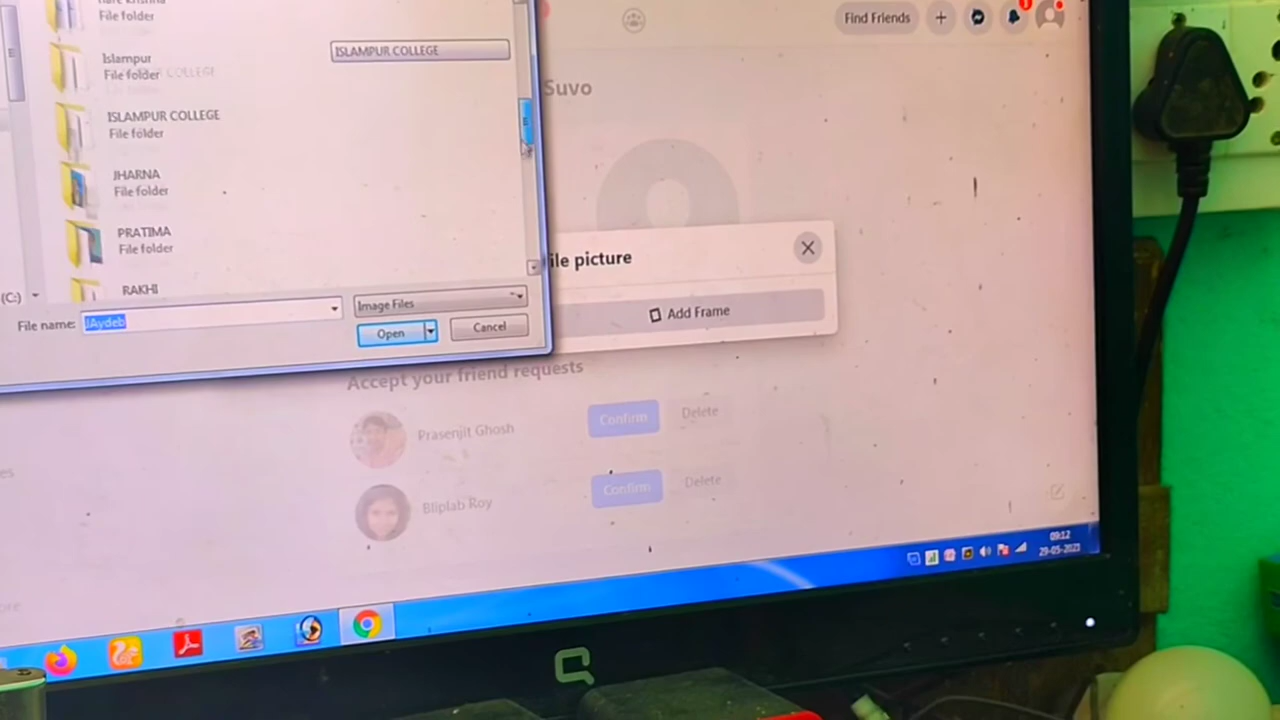 File folder
Find Friends
Islampur
File folder
ISLAMPUR COLLEGE
Suvo
ISLAMPUR COLLEGE
File folder
JHARNA
File folder
PRATIMA
File folder
ile picture
RAKHI
(C:)
Image Files
Add Frame
File name:
JAydeb
Open
Cancel
Accept your friend requests
Prasenjit Ghosh
Confirm
Delete
Bliplab Roy
Confirm
Delete
09:12
29-05-2021